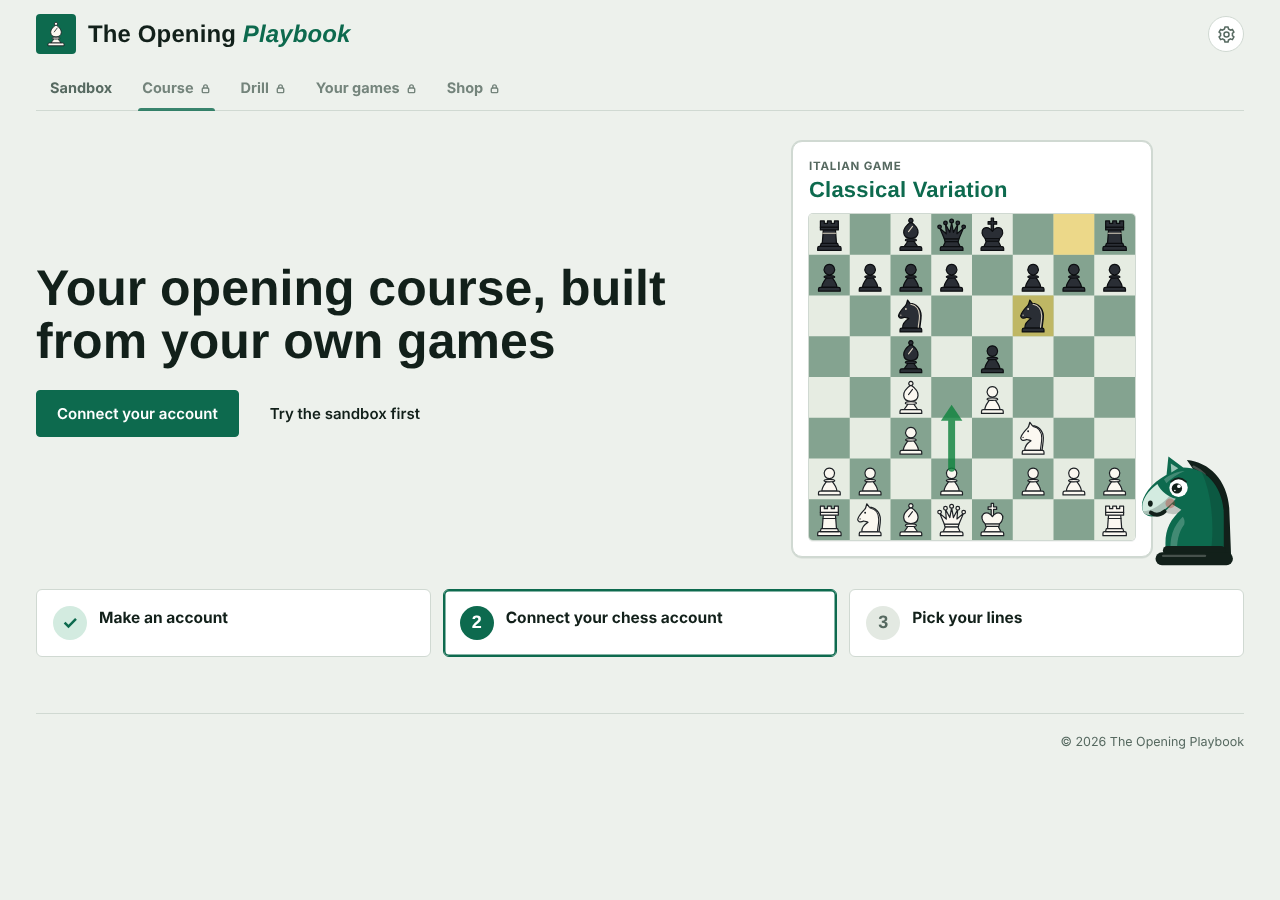 The Opening Playbook
Sandbox Course Drill Your games Shop
ITALIAN GAME
Classical Variation
Your opening course, built
from your own games
Connect your account Try the sandbox first
Make an account
2 Connect your chess account
3 Pick your lines
© 2026 The Opening Playbook